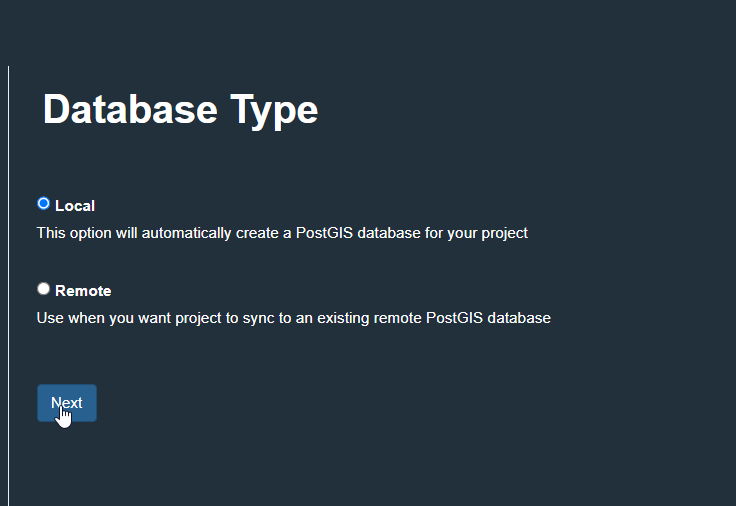 Database Type
Local
This option will automatically create a PostGIS database for your project
Remote
Use when you want project to sync to an existing remote PostGIS database
Next